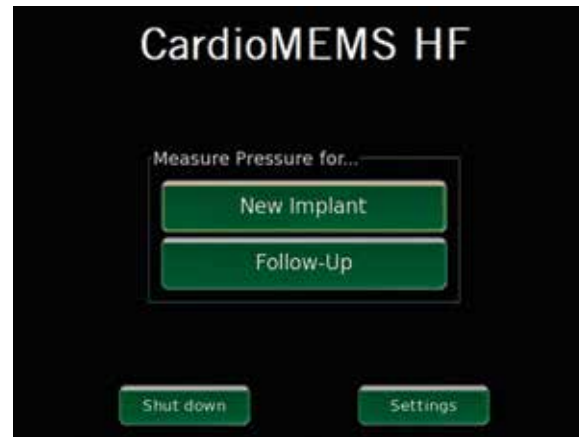 CardioMEMS HF
Measure Pressure for...
New Implant
Follow-Up
Shut down
Settings